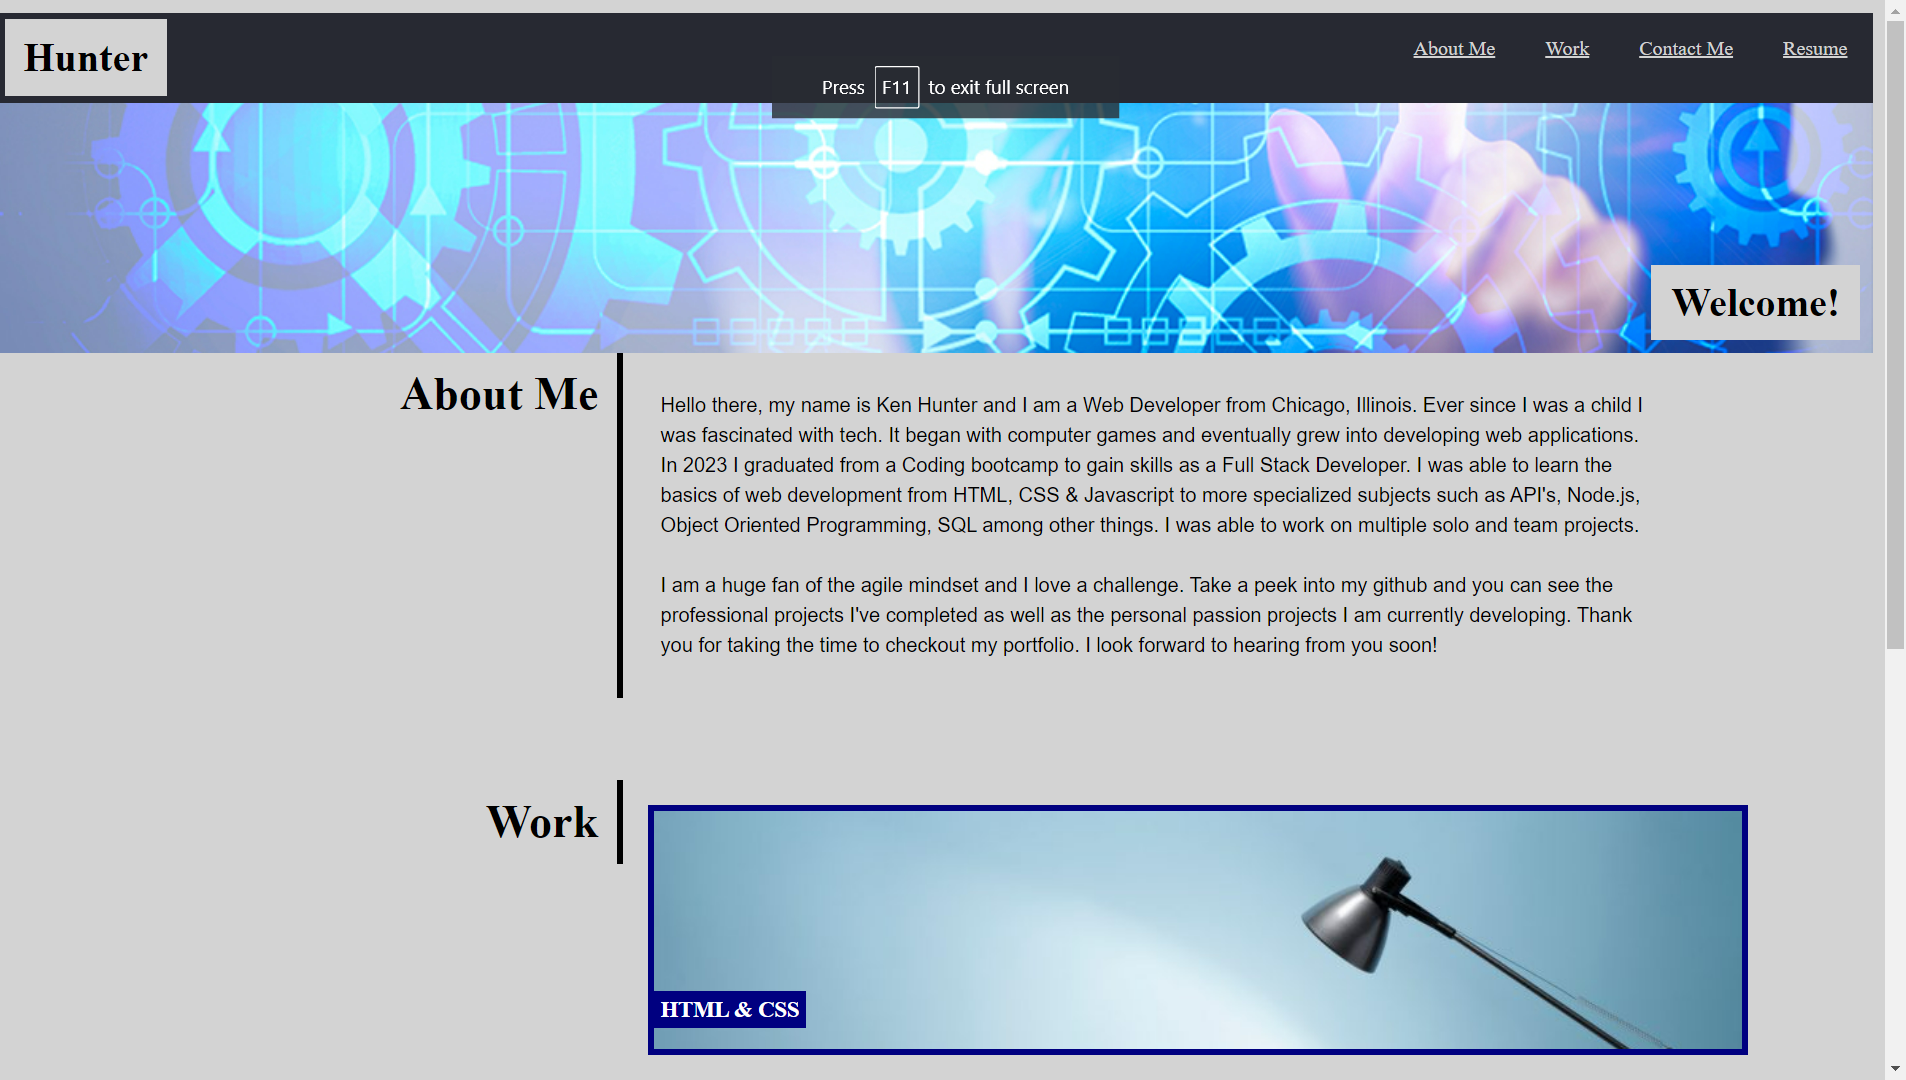 Hunter
About Me Work Contact Me Resume
Press F11 to exit full screen
Welcome!
About Me
Hello there, my name is Ken Hunter and I am a Web Developer from Chicago, Illinois. Ever since I was a child I
was fascinated with tech. It began with computer games and eventually grew into developing web applications.
In 2023 I graduated from a Coding bootcamp to gain skills as a Full Stack Developer. I was able to learn the
basics of web development from HTML, CSS & Javascript to more specialized subjects such as API's, Node.js,
Object Oriented Programming, SQL among other things. I was able to work on multiple solo and team projects.
I am a huge fan of the agile mindset and I love a challenge. Take a peek into my github and you can see the
professional projects I've completed as well as the personal passion projects I am currently developing. Thank
you for taking the time to checkout my portfolio. I look forward to hearing from you soon!
Work
HTML & CSS